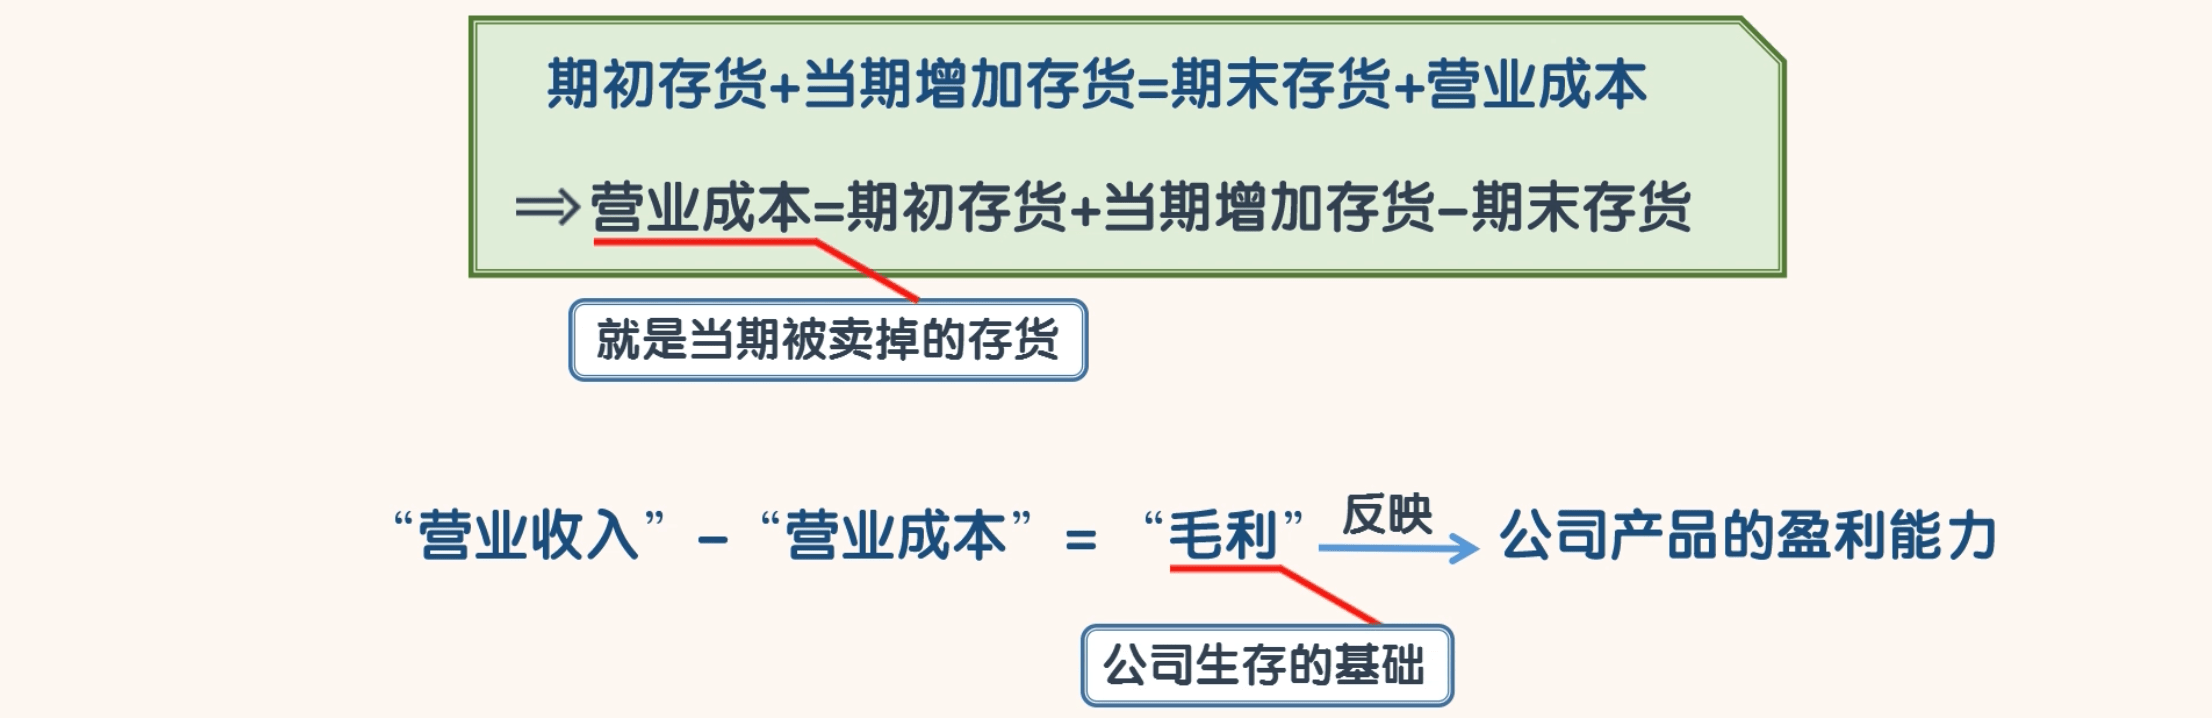 期初存货+当期增加存货=期末存货+营业成本
⇒营业成本=期初存货+当期增加存货-期末存货
就是当期被卖掉的存货
“营业收入” - “营业成本” = “毛利” 反映 公司产品的盈利能力
公司生存的基础